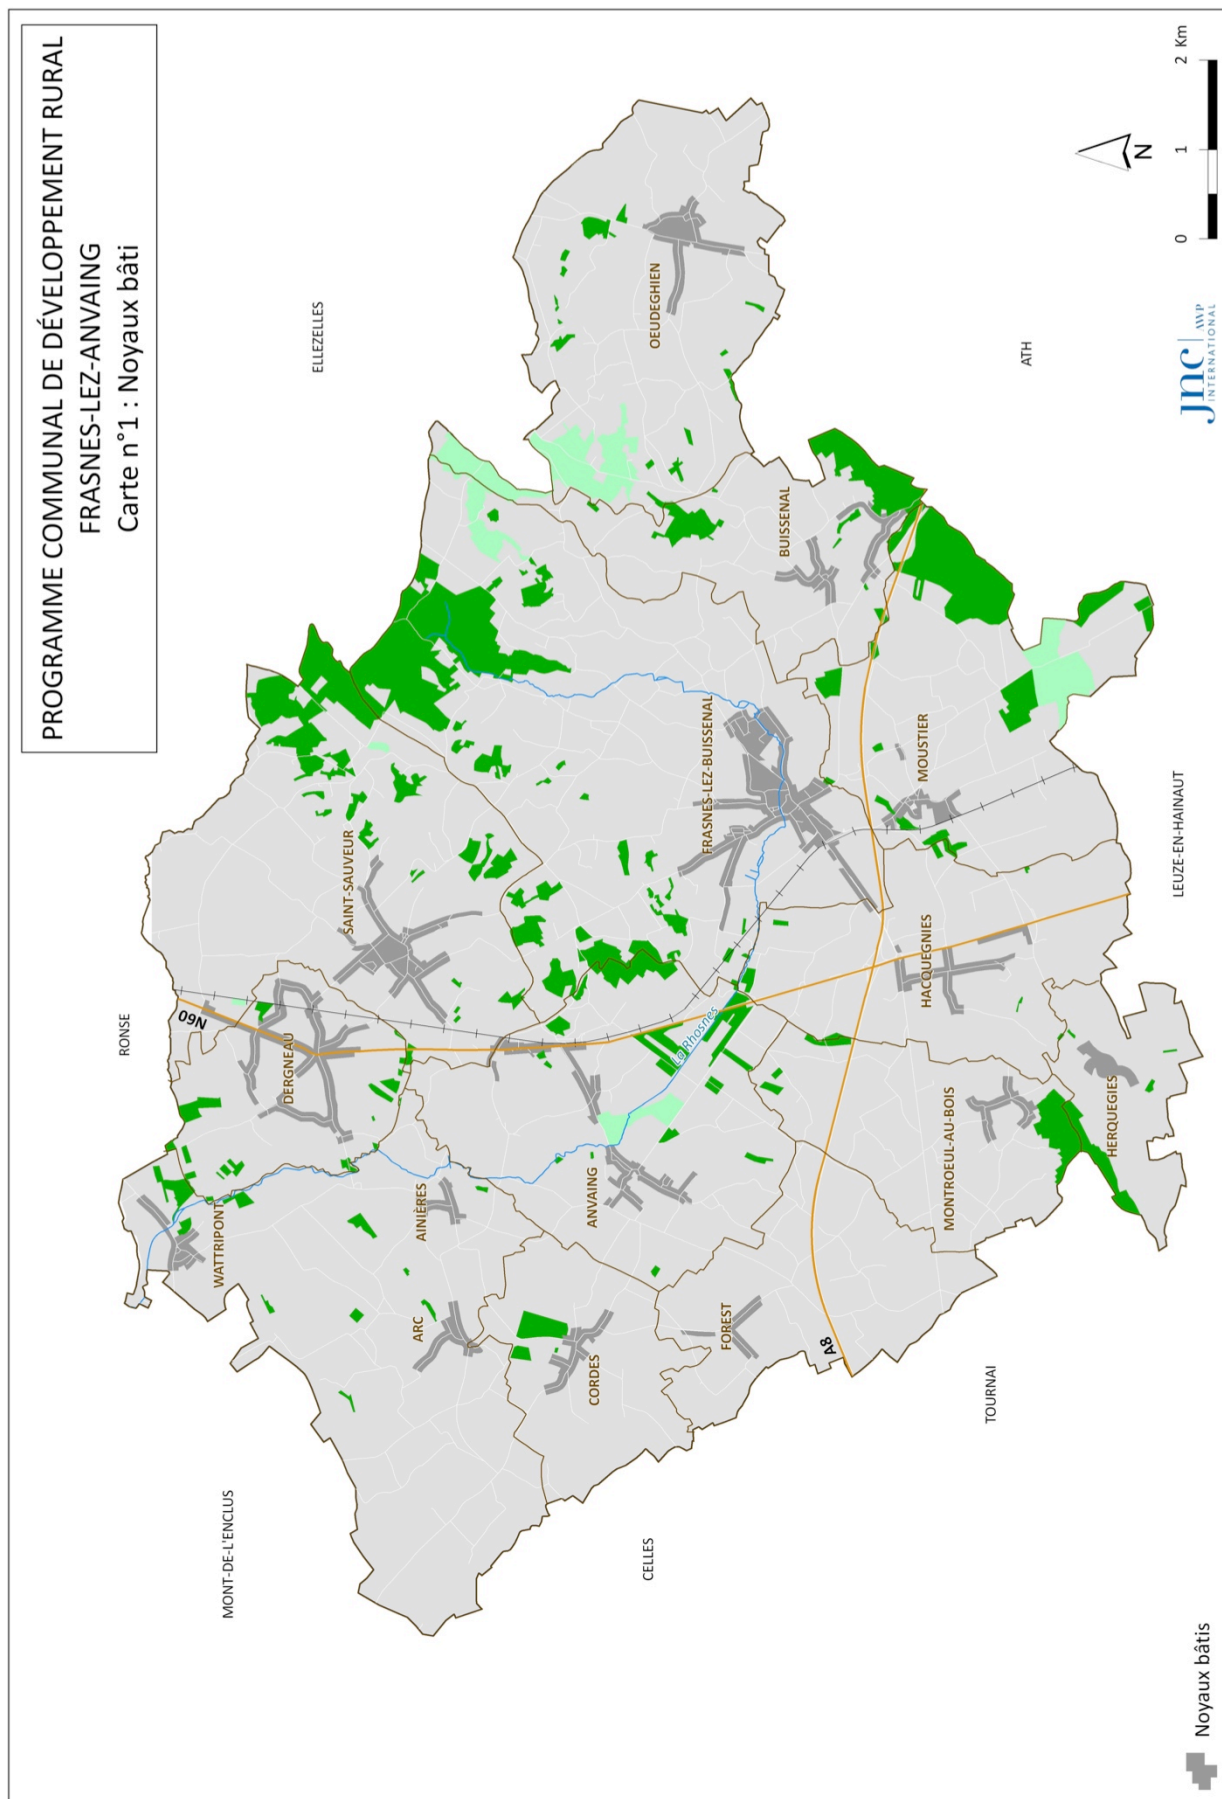 PROGRAMME COMMUNAL DE DÉVELOPPEMENT RURAL
FRASNES-LEZ-ANVAING
Carte n°1 : Noyaux bâti
RONSE
ELLEZELLES
MONT-DE-L'ENCLUS
N60
WATTRIPONT
DERGNEAU
SAINT-SAUVEUR
ARC
AINIÈRES
CORDES
ANVAING
OEUDEGHIEN
CELLES
La Rhosnes
FRASNES-LEZ-BUISSENAL
FOREST
BUISSENAL
A8
MOUSTIER
HACQUEGNIES
MONTROEUL-AU-BOIS
TOURNAI
ATH
HERQUEGIES
LEUZE-EN-HAINAUT
Noyaux bâtis
jnc AWP
INTERNATIONAL
N
0 1 2 Km